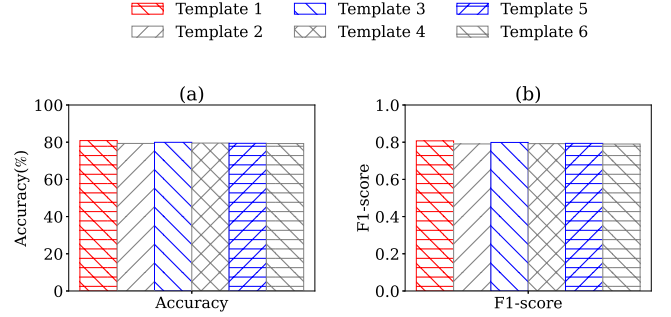 Template 1 Template 3 Template 5
Template 2 Template 4 Template 6
(a) (b)
100 1.0
80 0.8
60 0.6
40 0.4
20 0.2
0 0.0
Accuracy(%) F1-score
Accuracy F1-score